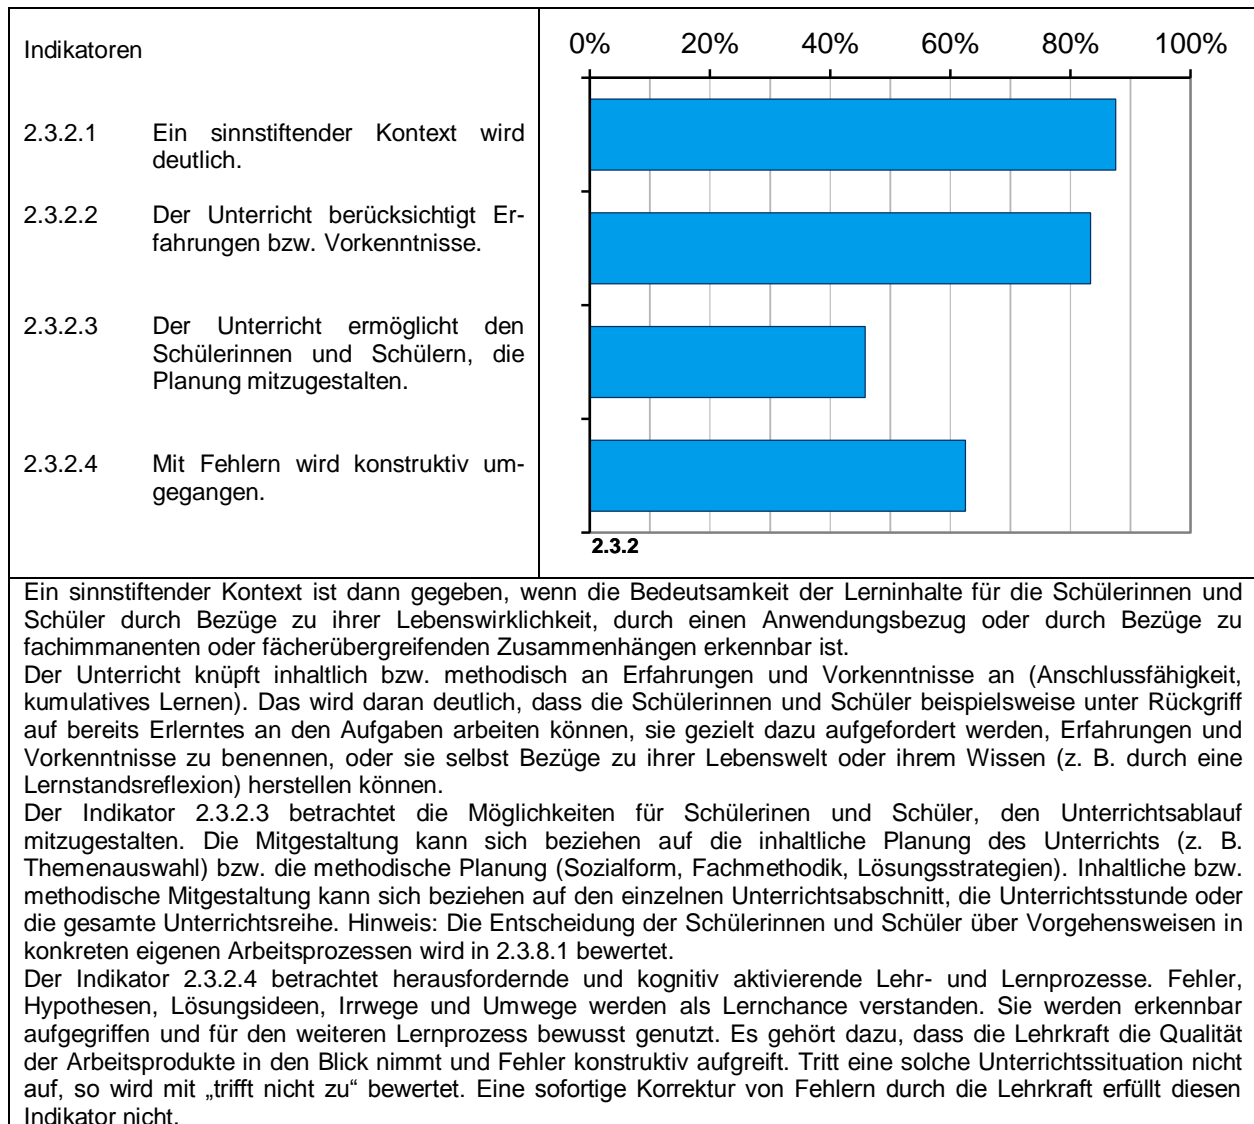 Indikatoren
0% 20% 40% 60% 80% 100%
2.3.2.1 Ein sinnstiftender Kontext wird
deutlich.
2.3.2.2 Der Unterricht berücksichtigt Er-
fahrungen bzw. Vorkenntnisse.
2.3.2.3 Der Unterricht ermöglicht den
Schülerinnen und Schülern, die
Planung mitzugestalten.
2.3.2.4 Mit Fehlern wird konstruktiv um-
gegangen.
2.3.2
Ein sinnstiftender Kontext ist dann gegeben, wenn die Bedeutsamkeit der Lerninhalte für die Schülerinnen und
Schüler durch Bezüge zu ihrer Lebenswirklichkeit, durch einen Anwendungsbezug oder durch Bezüge zu
fachimmanenten oder fächerübergreifenden Zusammenhängen erkennbar ist.
Der Unterricht knüpft inhaltlich bzw. methodisch an Erfahrungen und Vorkenntnisse an (Anschlussfähigkeit,
kumulatives Lernen). Das wird daran deutlich, dass die Schülerinnen und Schüler beispielsweise unter Rückgriff
auf bereits Erlerntes an den Aufgaben arbeiten können, sie gezielt dazu aufgefordert werden, Erfahrungen und
Vorkenntnisse zu benennen, oder sie selbst Bezüge zu ihrer Lebenswelt oder ihrem Wissen (z. B. durch eine
Lernstandsreflexion) herstellen können.
Der Indikator 2.3.2.3 betrachtet die Möglichkeiten für Schülerinen und Schüler, den Unterrichtsablauf
mitzugestalten. Die Mitgestaltung kann sich beziehen auf die inhaltliche Planung des Unterrichts (z. B.
Themenauswahl) bzw. die methodische Planung (Sozialform, Fachmethodik, Lösungsstrategien). Inhaltliche bzw.
methodische Mitgestaltung kann sich beziehen auf den einzelnen Unterrichtsabschnitt, die Unterrichtsstunde oder
die gesamte Unterrichtsreihe. Hinweis: Die Entscheidung der Schülerinnen und Schüler über Vorgehensweisen in
konkreten eigenen Arbeitsprozessen wird in 2.3.8.1 bewertet.
Der Indikator 2.3.2.4 betrachtet herausfordernde und kognitiv aktivierende Lehr- und Lernprozesse. Fehler,
Hypothesen, Lösungsideen, Irrwege und Umwege werden als Lernchance verstanden. Sie werden erkennbar
aufgegriffen und für den weiteren Lernprozess bewusst genutzt. Es gehört dazu, dass die Lehrkraft die Qualität
der Arbeitsprodukte in den Blick nimmt und Fehler konstruktiv aufgreift. Tritt eine solche Unterrichtssituation nicht
auf, so wird mit „trifft nicht zu“ bewertet. Eine sofortige Korrektur von Fehlern durch die Lehrkraft erfüllt diesen
Indikator nicht.